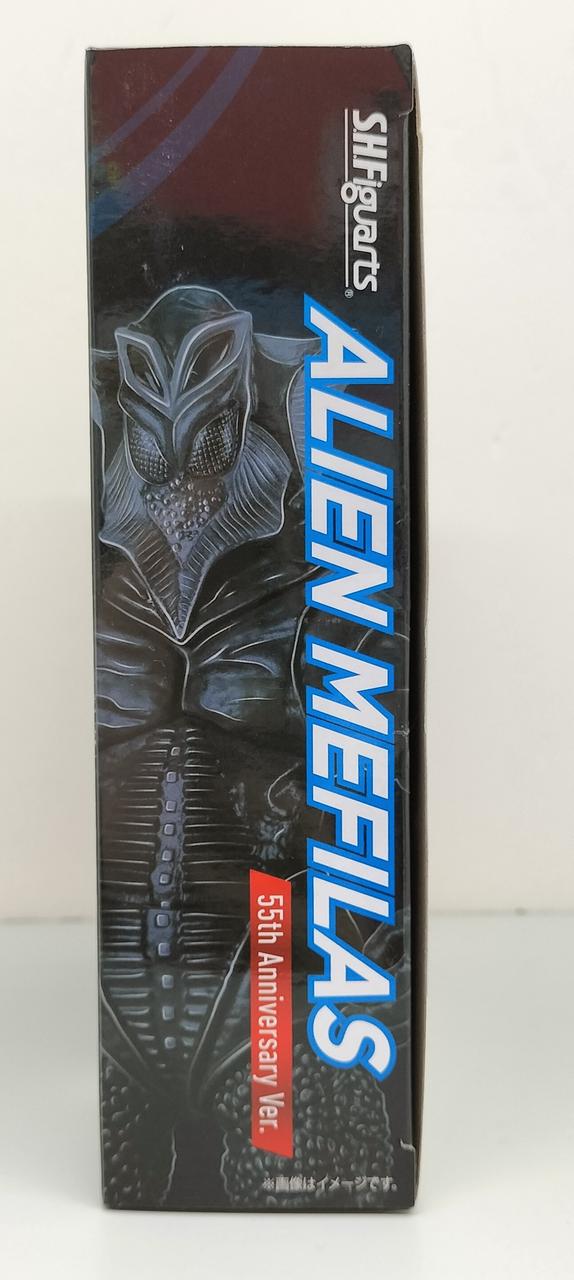 S.H.Figuarts®
ALIEN MEFILAS
55th Anniversary Ver.
※画像はイメージです。